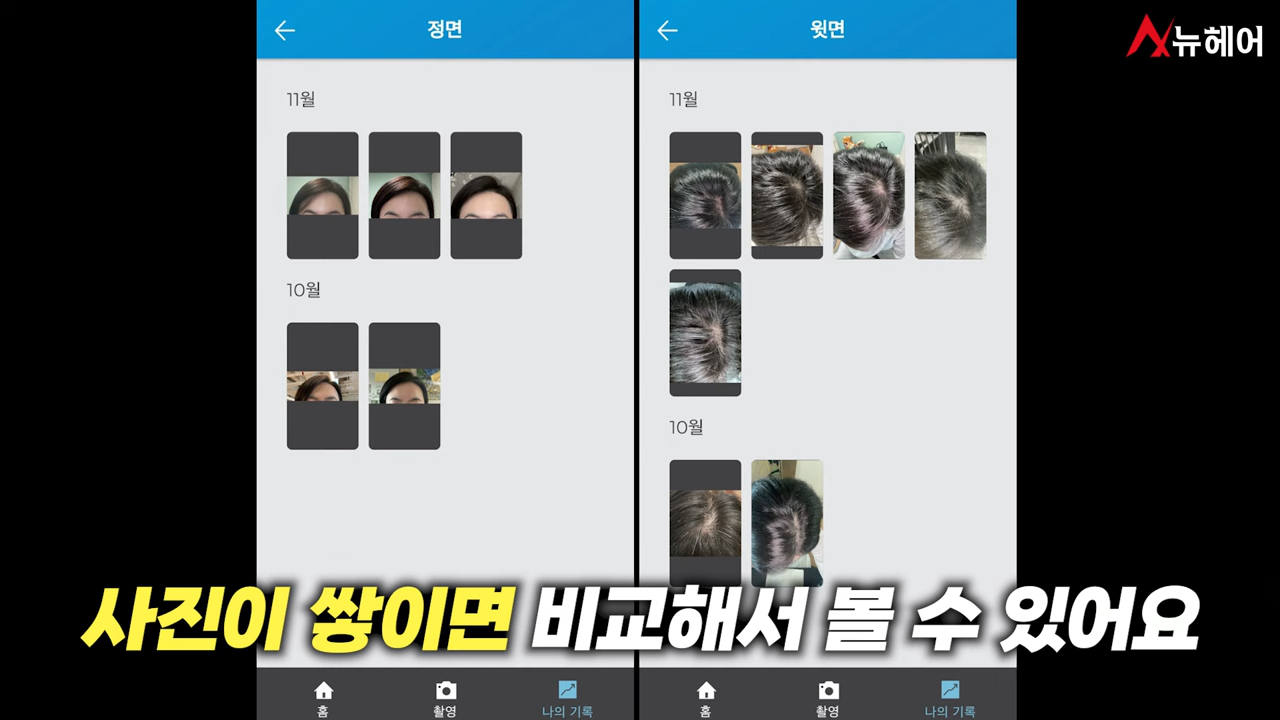 정면
11월
10월
홈
촬영
나의 기록
윗면
11월
10월
홈
촬영
나의 기록
뉴헤어
사진이 쌓이면 비교해서 볼 수 있어요